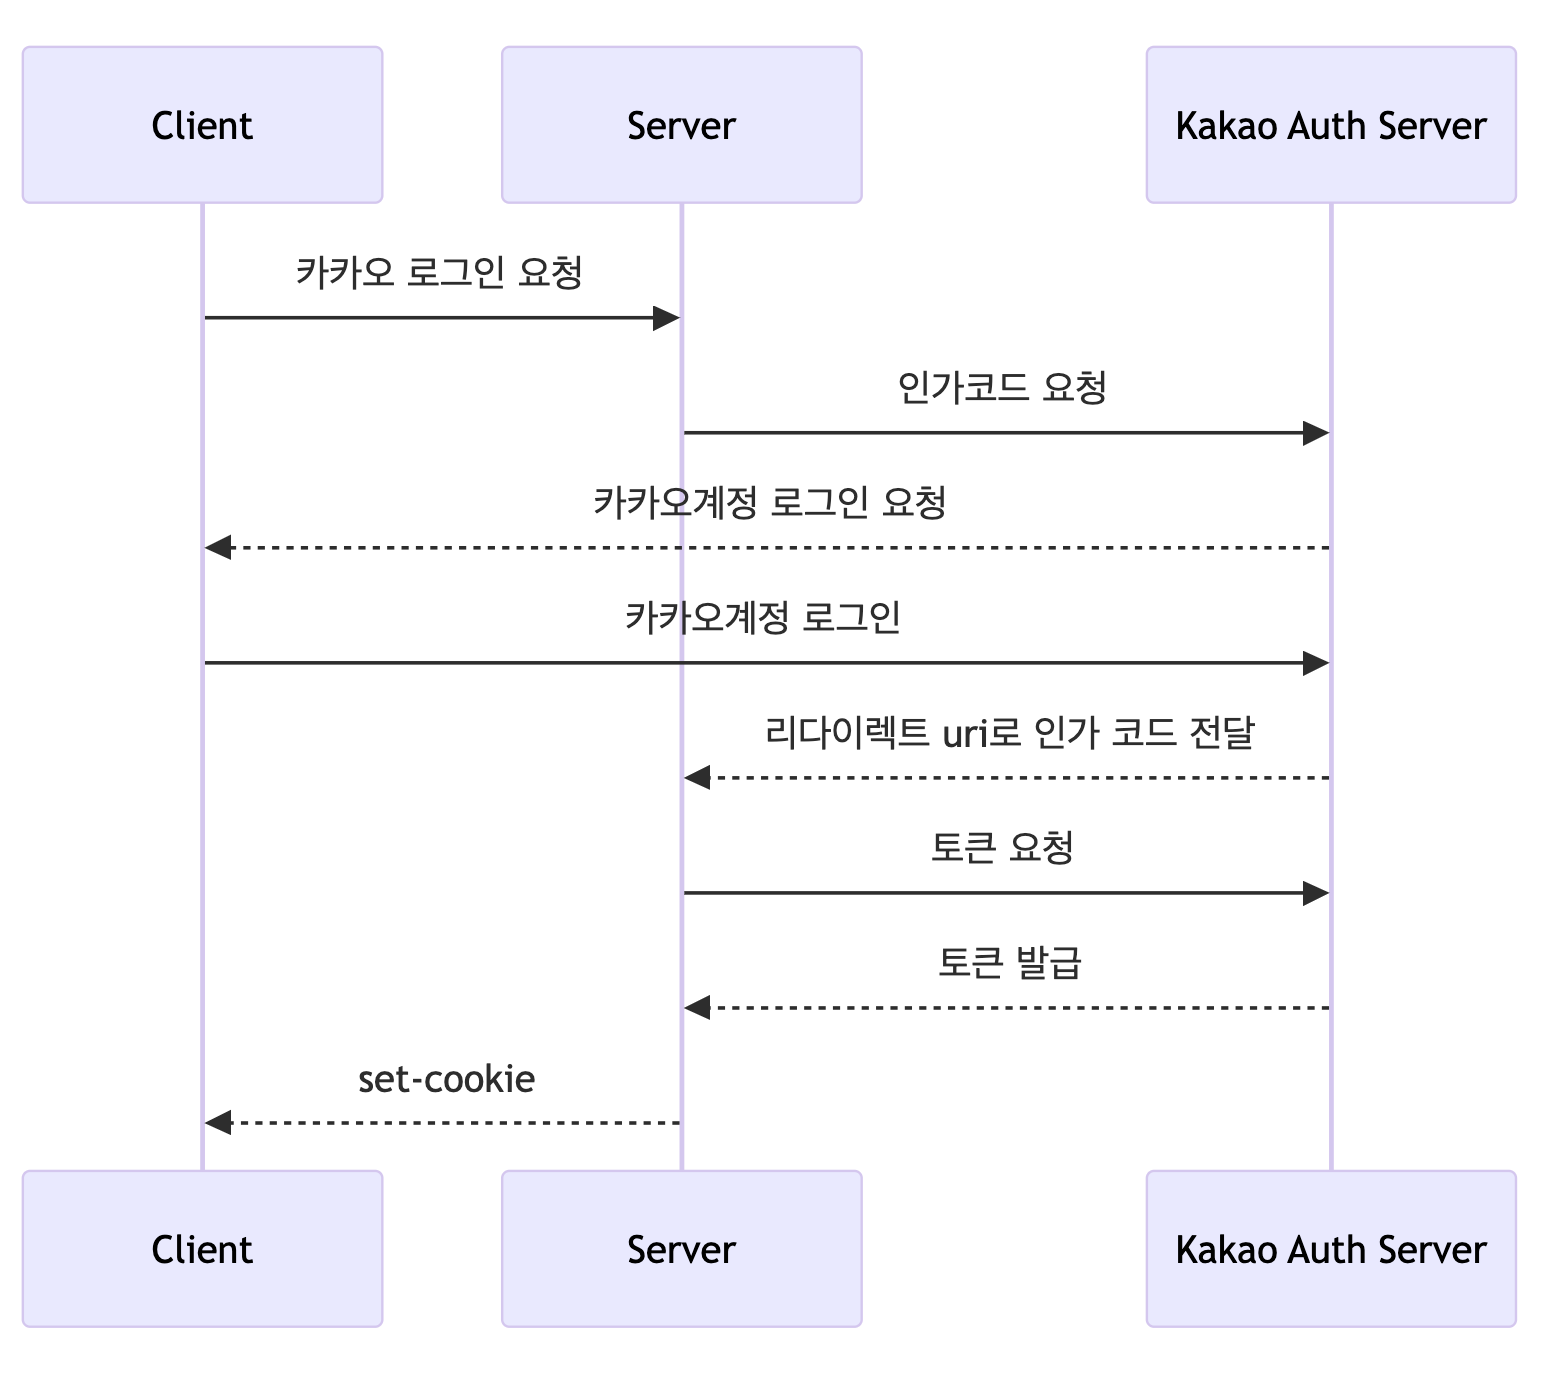 Client
Server
Kakao Auth Server
카카오 로그인 요청
인가코드 요청
카카오계정 로그인 요청
카카오계정 로그인
리다이렉트 uri로 인가 코드 전달
토큰 요청
토큰 발급
set-cookie
Client
Server
Kakao Auth Server